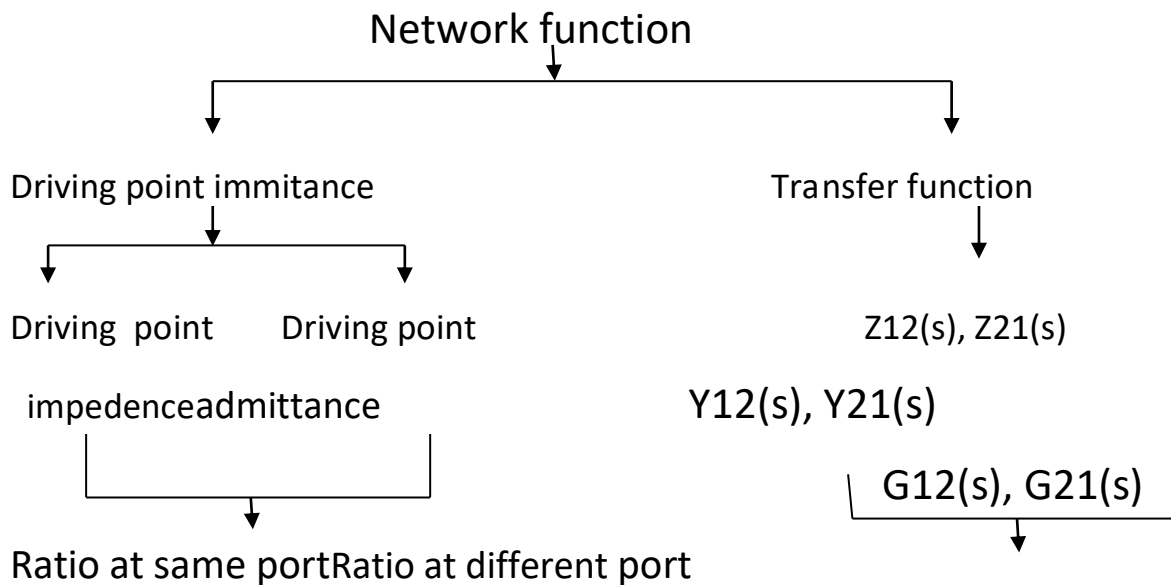 Network function
Driving point immitance Transfer function
Driving point Driving point Z12(s), Z21(s)
impedenceadmittance Y12(s), Y21(s)
G12(s), G21(s)
Ratio at same portRatio at different port